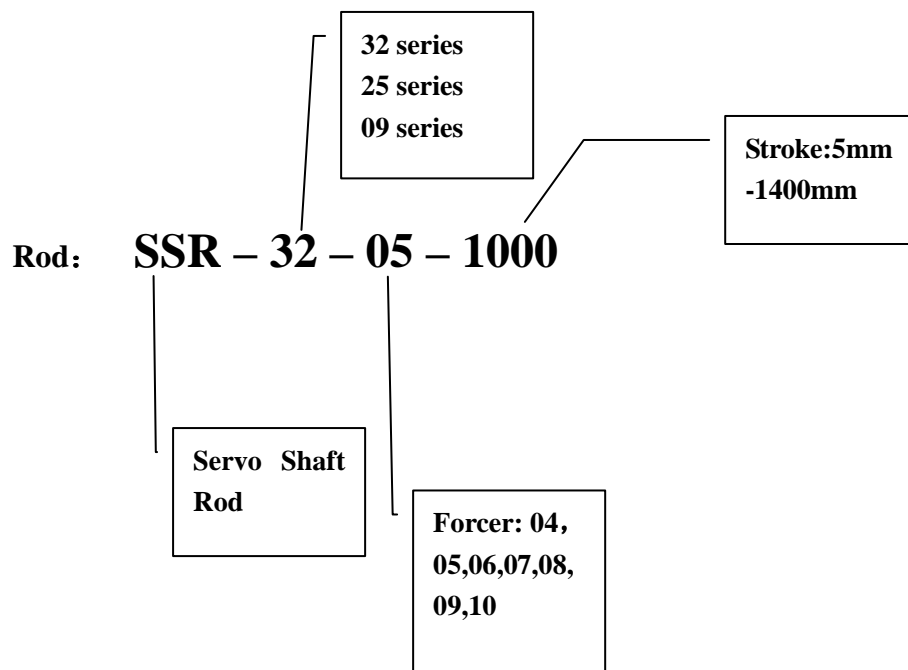 32 series
25 series
09 series
Stroke:5mm
-1400mm
Rod： SSR – 32 – 05 – 1000
Servo Shaft
Rod
Forcer: 04，
05,06,07,08,
09,10